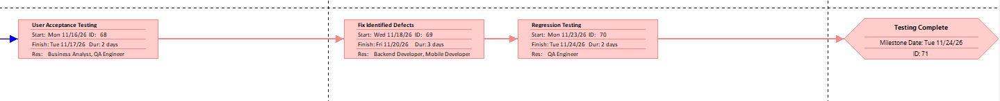 User Acceptance Testing
Start: Mon 11/16/26 ID: 68
Finish: Tue 11/17/26 Dur: 2 days
Res: Business Analyst, QA Engineer
Fix Identified Defects
Start: Wed 11/18/26 ID: 69
Finish: Fri 11/20/26 Dur: 3 days
Res: Backend Developer, Mobile Developer
Regression Testing
Start: Mon 11/23/26 ID: 70
Finish: Tue 11/24/26 Dur: 2 days
Res: QA Engineer
Testing Complete
Milestone Date: Tue 11/24/26
ID: 71